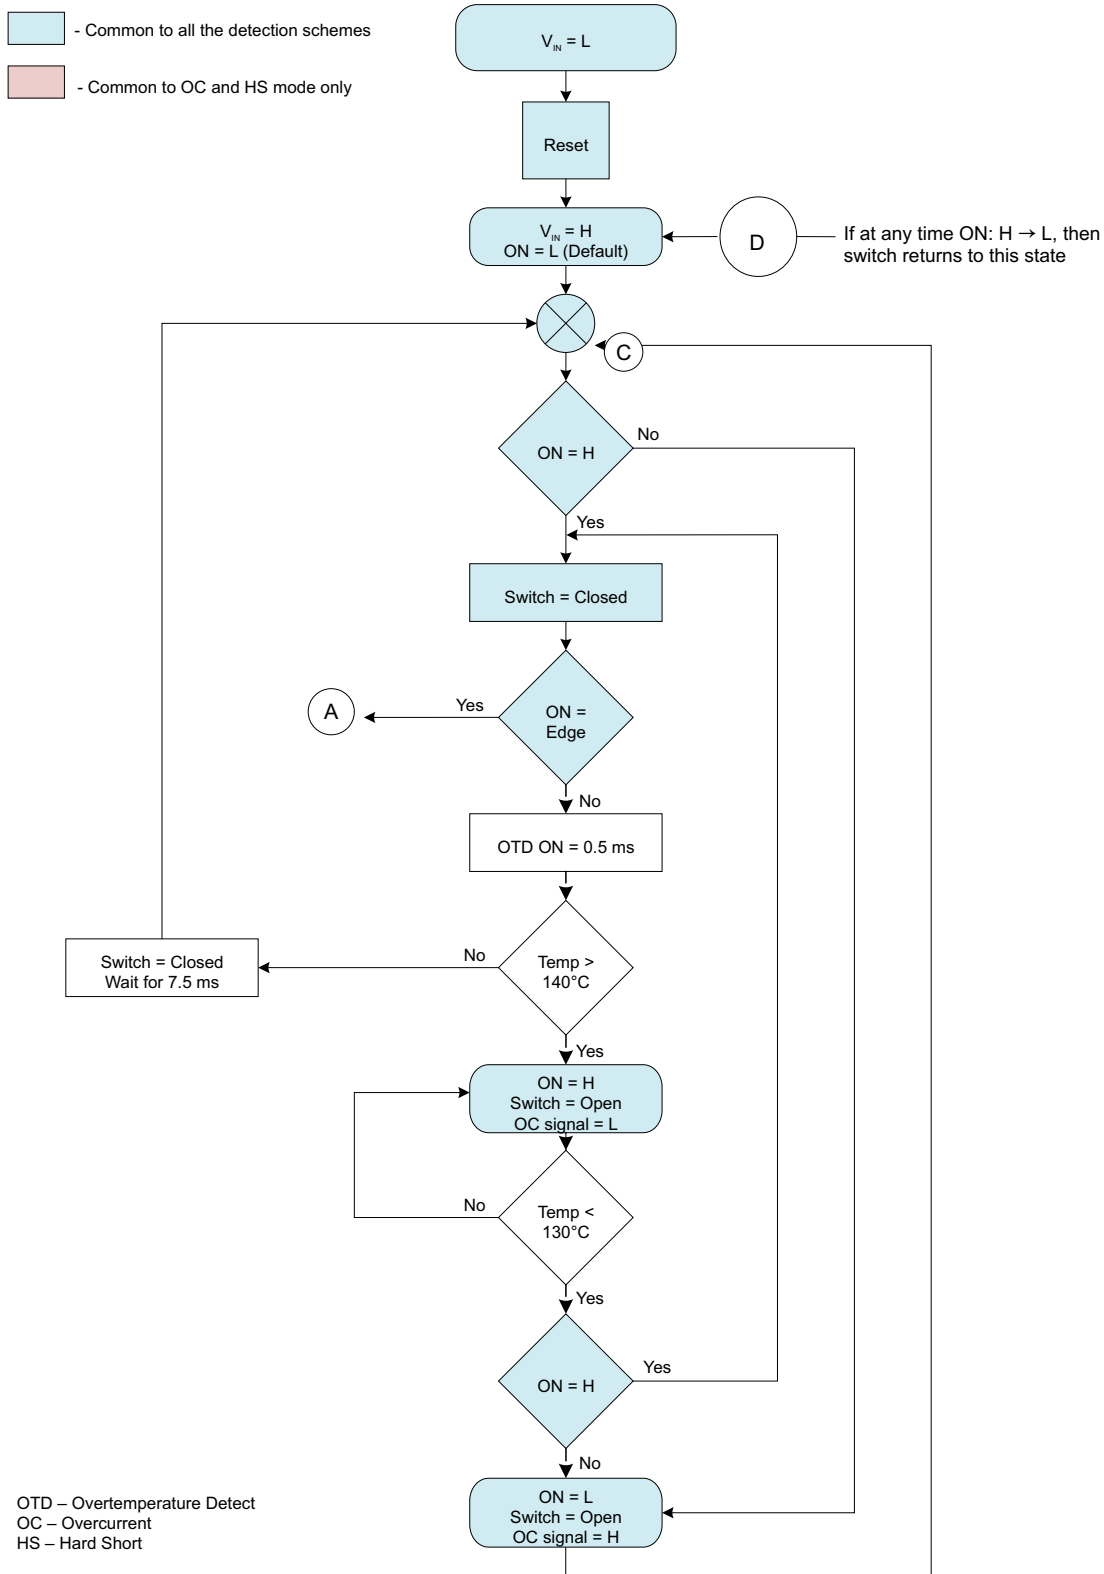 - Common to all the detection schemes
- Common to OC and HS mode only
VIN = L
Reset
VIN = H
ON = L (Default)
D
If at any time ON: H → L, then
switch returns to this state
C
ON = H
No
Yes
Switch = Closed
ON =
Edge
Yes
A
No
OTD ON = 0.5 ms
Temp >
140°C
No
Switch = Closed
Wait for 7.5 ms
Yes
ON = H
Switch = Open
OC signal = L
Temp <
130°C
No
Yes
ON = H
Yes
No
ON = L
Switch = Open
OC signal = H
OTD – Overtemperature Detect
OC – Overcurrent
HS – Hard Short